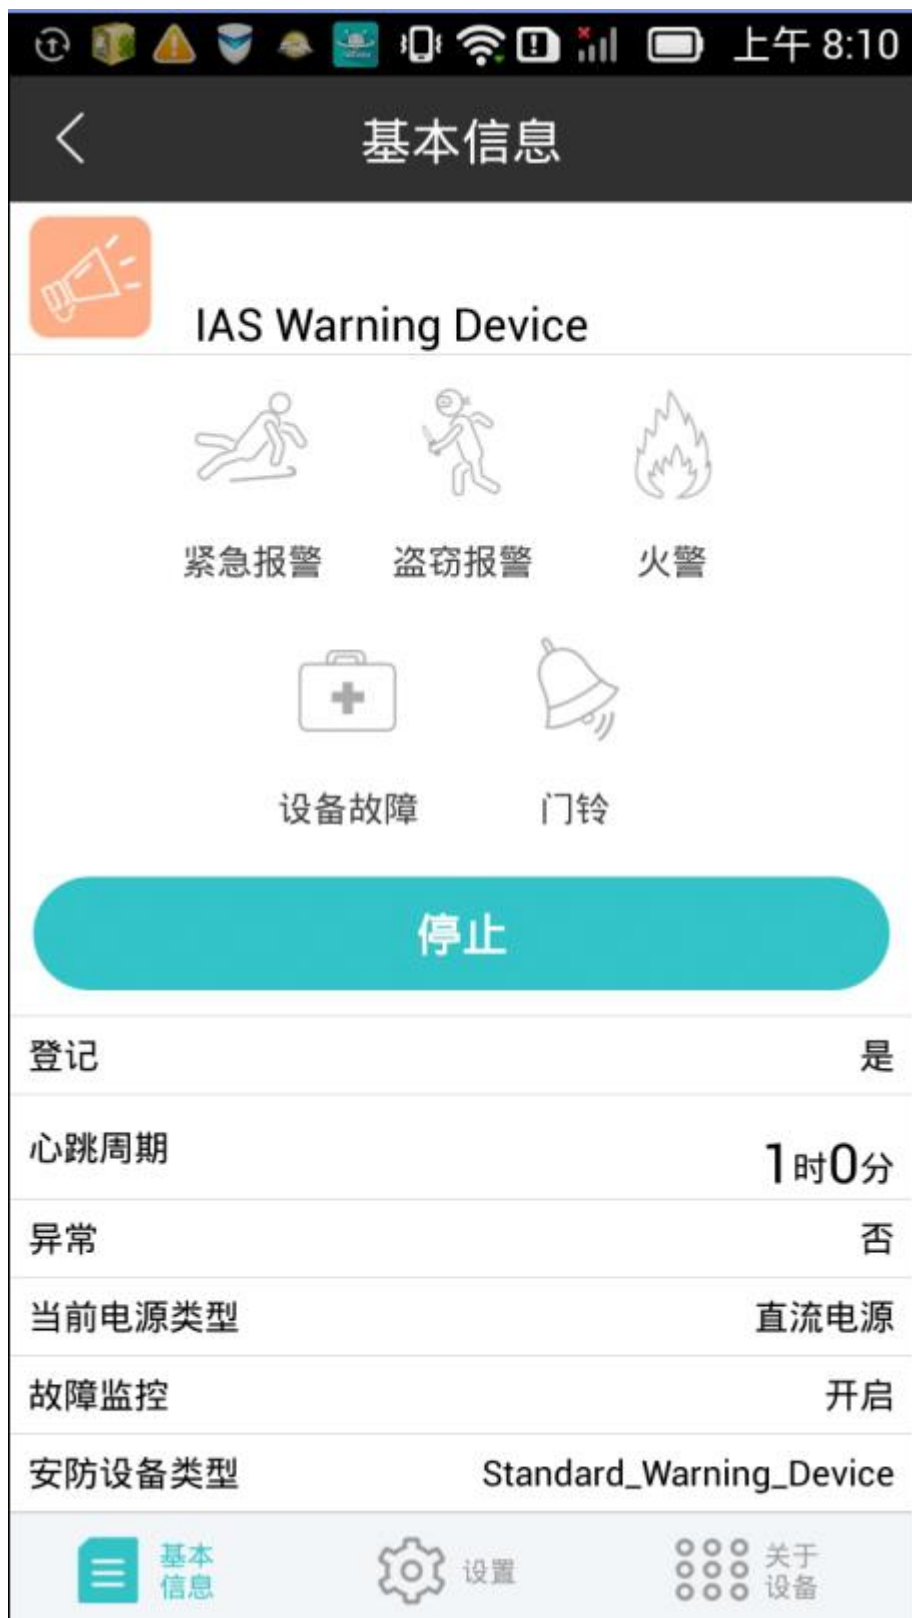 上午 8:10
基本信息
IAS Warning Device
紧急报警 盗窃报警 火警
设备故障 门铃
停止
登记 是
心跳周期 1时0分
异常 否
当前电源类型 直流电源
故障监控 开启
安防设备类型 Standard_Warning_Device
基本
信息
设置
关于
设备